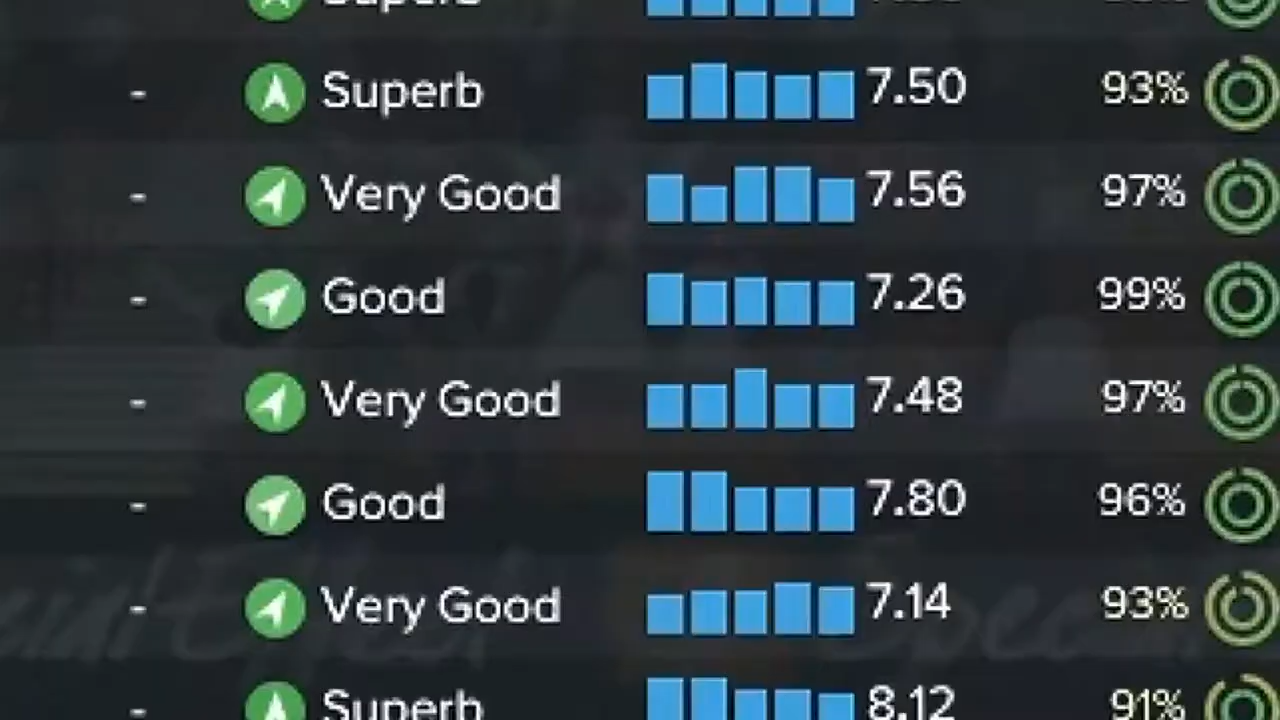 Superb
- Superb 7.50 93%
- Very Good 7.56 97%
- Good 7.26 99%
- Very Good 7.48 97%
- Good 7.80 96%
- Very Good 7.14 93%
- Superb 8.12 91%